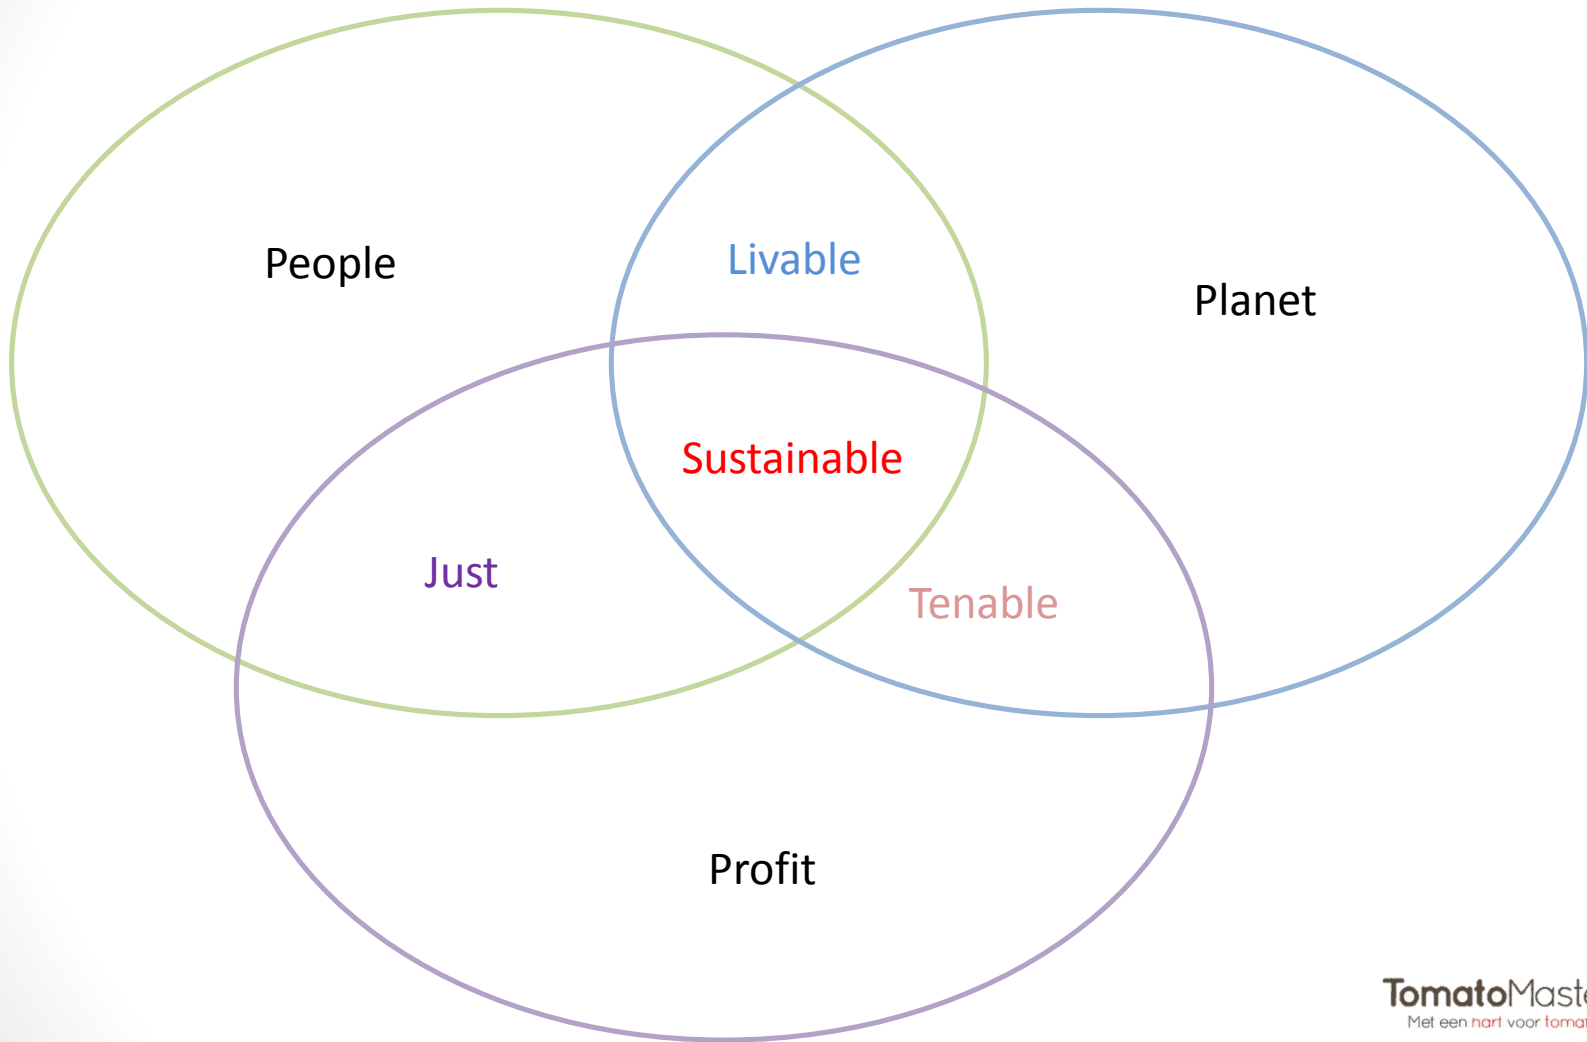 People
Livable
Planet
Sustainable
Just
Tenable
Profit
TomatoMaste
Met een hart voor tomat